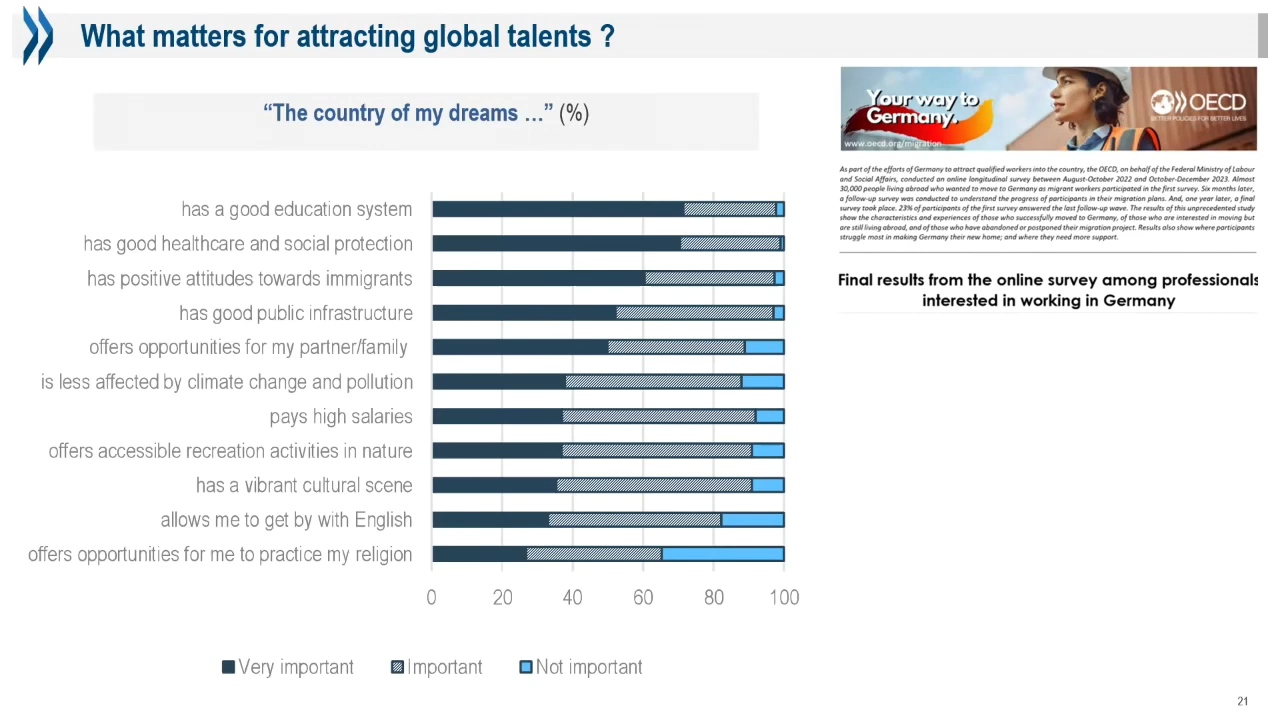 What matters for attracting global talents ?
“The country of my dreams …” (%)
has a good education system
has good healthcare and social protection
has positive attitudes towards immigrants
has good public infrastructure
offers opportunities for my partner/family
is less affected by climate change and pollution
pays high salaries
offers accessible recreation activities in nature
has a vibrant cultural scene
allows me to get by with English
offers opportunities for me to practice my religion
0 20 40 60 80 100
Very important Important Not important
Your way to
Germany.
www.oecd.org/migration
OECD
BETTER POLICIES FOR BETTER LIVES
As part of the efforts of Germany to attract qualified workers into the country, the OECD, on behalf of the Federal Ministry of Labour
and Social Affairs, conducted an online longitudinal survey between August-October 2022 and October-December 2023. Almost
30,000 people living abroad who wanted to move to Germany as migrant workers participated in the first survey. Six months later,
a follow-up survey was conducted to understand the progress of participants in their migration plans. And, one year later, a final
survey took place. 23% of participants of the first survey answered the last follow-up wave. The results of this unprecedented study
show the characteristics and experiences of those who successfully moved to Germany, of those who are interested in moving but
are still living abroad, and of those who have abandoned or postponed their migration project. Results also show where participants
struggle most in making Germany their new home; and where they need more support.
Final results from the online survey among professionals
interested in working in Germany
21